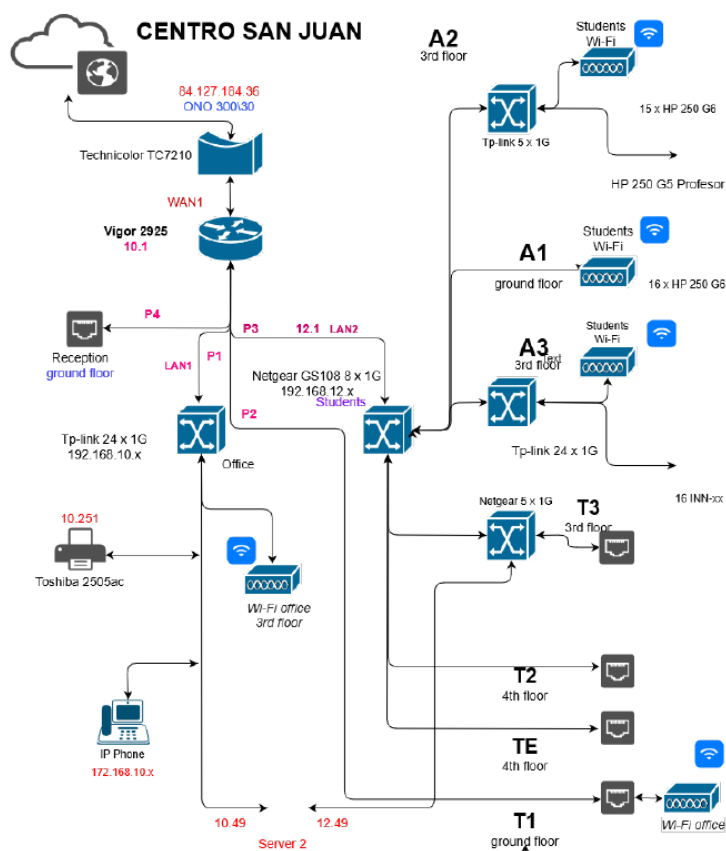 CENTRO SAN JUAN
84.127.184.36
ONO 300\30
Technicolor TC7210
WAN1
Vigor 2925
10.1
P4
P3
12.1 LAN2
LAN1
P1
P2
Reception
ground floor
Netgear GS108 8 x 1G
192.168.12.x
Students
Tp-link 24 x 1G
192.168.10.x
Office
10.251
Toshiba 2505ac
Wi-Fi office
3rd floor
IP Phone
172.168.10.x
10.49
12.49
Server 2
A2
3rd floor
Students
Wi-Fi
Tp-link 5 x 1G
15 x HP 250 G6
HP 250 G5 Profesor
A1
ground floor
Students
Wi-Fi
16 x HP 250 G6
A3
3rd floor
Text
Students
Wi-Fi
Tp-link 24 x 1G
16 INN-xx
Netgear 5 x 1G
T3
3rd floor
T2
4th floor
TE
4th floor
T1
ground floor
Wi-Fi office